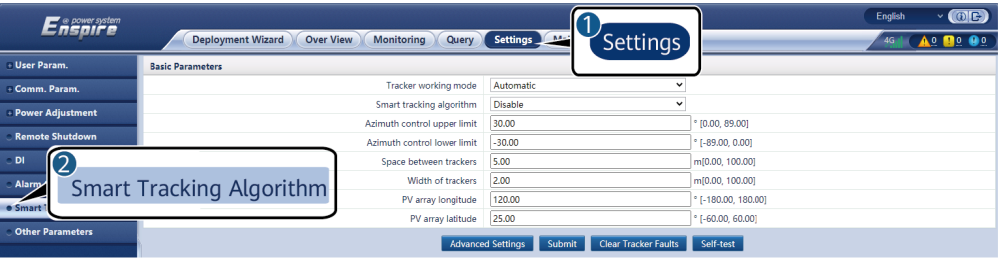 @ power system
Enspire
English
Deployment Wizard Over View Monitoring Query Settings
1 Settings
4G 0 0 0
User Param.
Comm. Param.
Power Adjustment
Remote Shutdown
DI
Alarm
Smart T
Other Parameters
2 Smart Tracking Algorithm
Basic Parameters
Tracker working mode Automatic
Smart tracking algorithm Disable
Azimuth control upper limit 30.00 ° [0.00, 89.00]
Azimuth control lower limit -30.00 ° [-89.00, 0.00]
Space between trackers 5.00 m[0.00, 100.00]
Width of trackers 2.00 m[0.00, 100.00]
PV array longitude 120.00 ° [-180.00, 180.00]
PV array latitude 25.00 ° [-60.00, 60.00]
Advanced Settings Submit Clear Tracker Faults Self-test